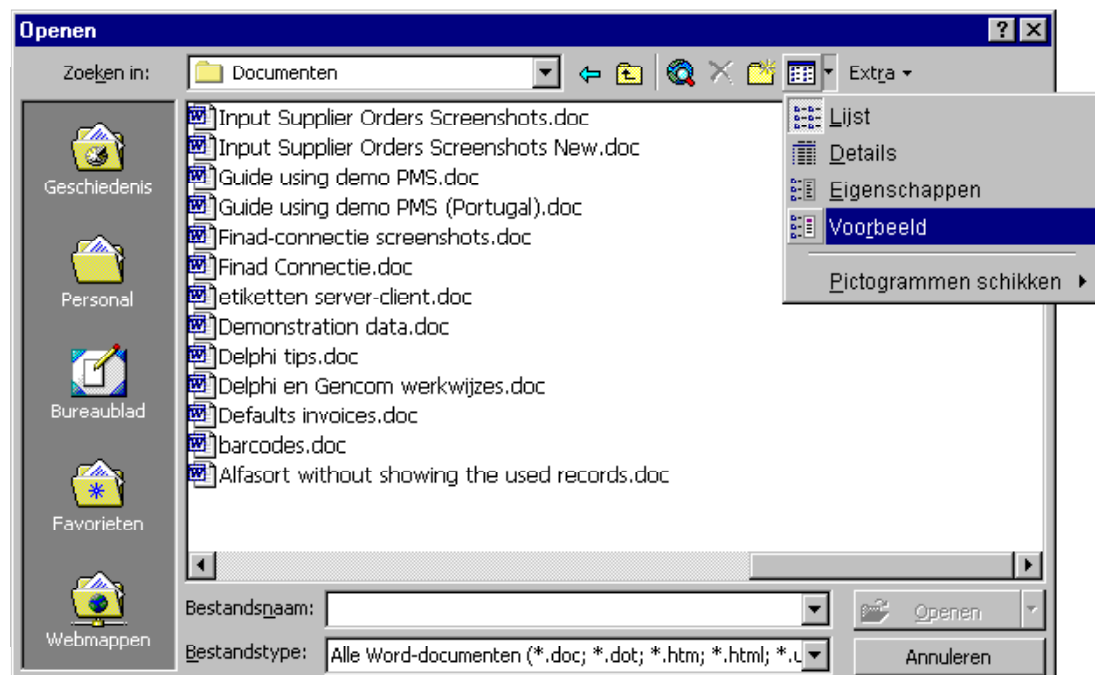 Openen
Zoeken in:
Documenten
Extra
Lijst
Details
Eigenschappen
Voorbeeld
Pictogrammen schikken
Geschiedenis
Personal
Bureaublad
Favorieten
Webmappen
Input Supplier Orders Screenshots.doc
Input Supplier Orders Screenshots New.doc
Guide using demo PMS.doc
Guide using demo PMS (Portugal).doc
Finad-connectie screenshots.doc
Finad Connectie.doc
etiketten server-client.doc
Demonstration data.doc
Delphi tips.doc
Delphi en Gencom werkwijzes.doc
Defaults invoices.doc
barcodes.doc
Alfasort without showing the used records.doc
Bestandsnaam:
Openen
Bestandstype:
Alle Word-documenten (*.doc; *.dot; *.htm; *.html; *.u
Annuleren